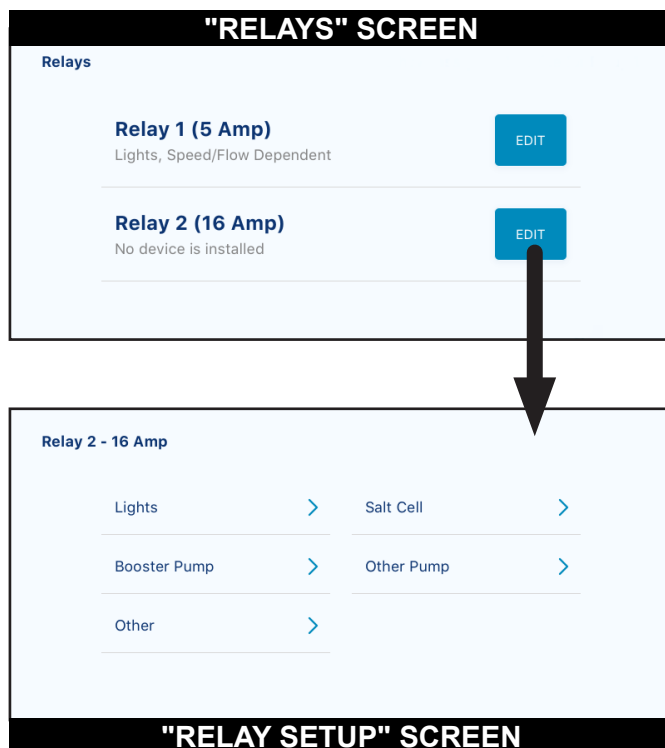 "RELAYS" SCREEN
Relays
Relay 1 (5 Amp)
Lights, Speed/Flow Dependent
EDIT
Relay 2 (16 Amp)
No device is installed
EDIT
Relay 2 - 16 Amp
Lights
Salt Cell
Booster Pump
Other Pump
Other
"RELAY SETUP" SCREEN